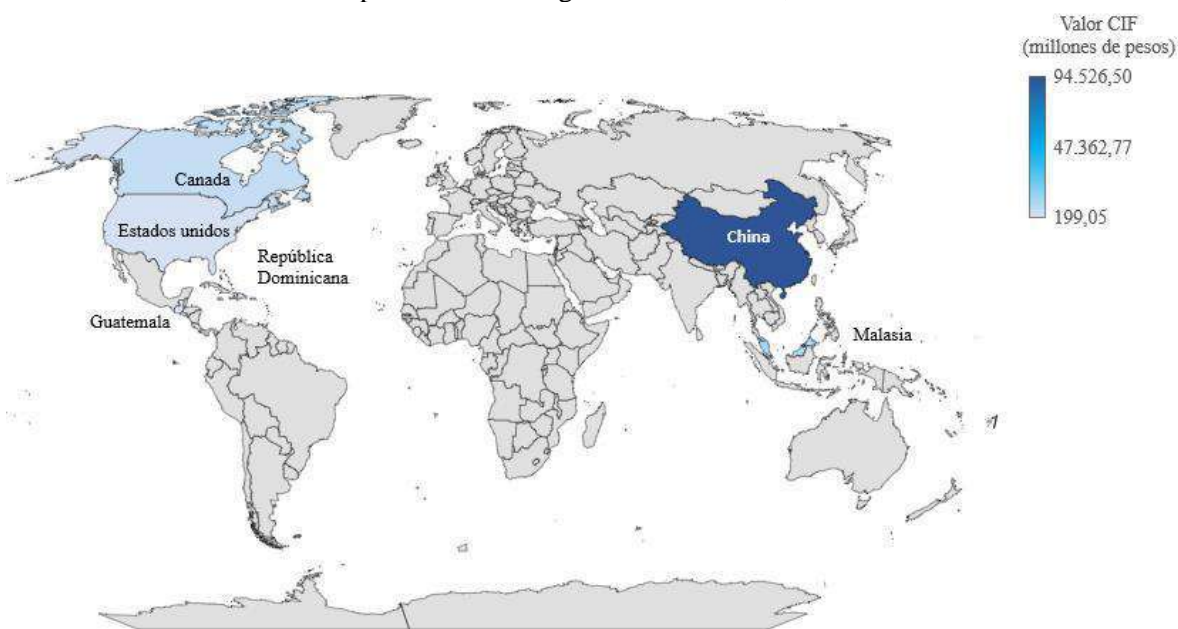 Valor CIF
(millones de pesos)
94.526,50
47.362,77
199,05
Canada
Estados unidos
China
República
Dominicana
Guatemala
Malasia